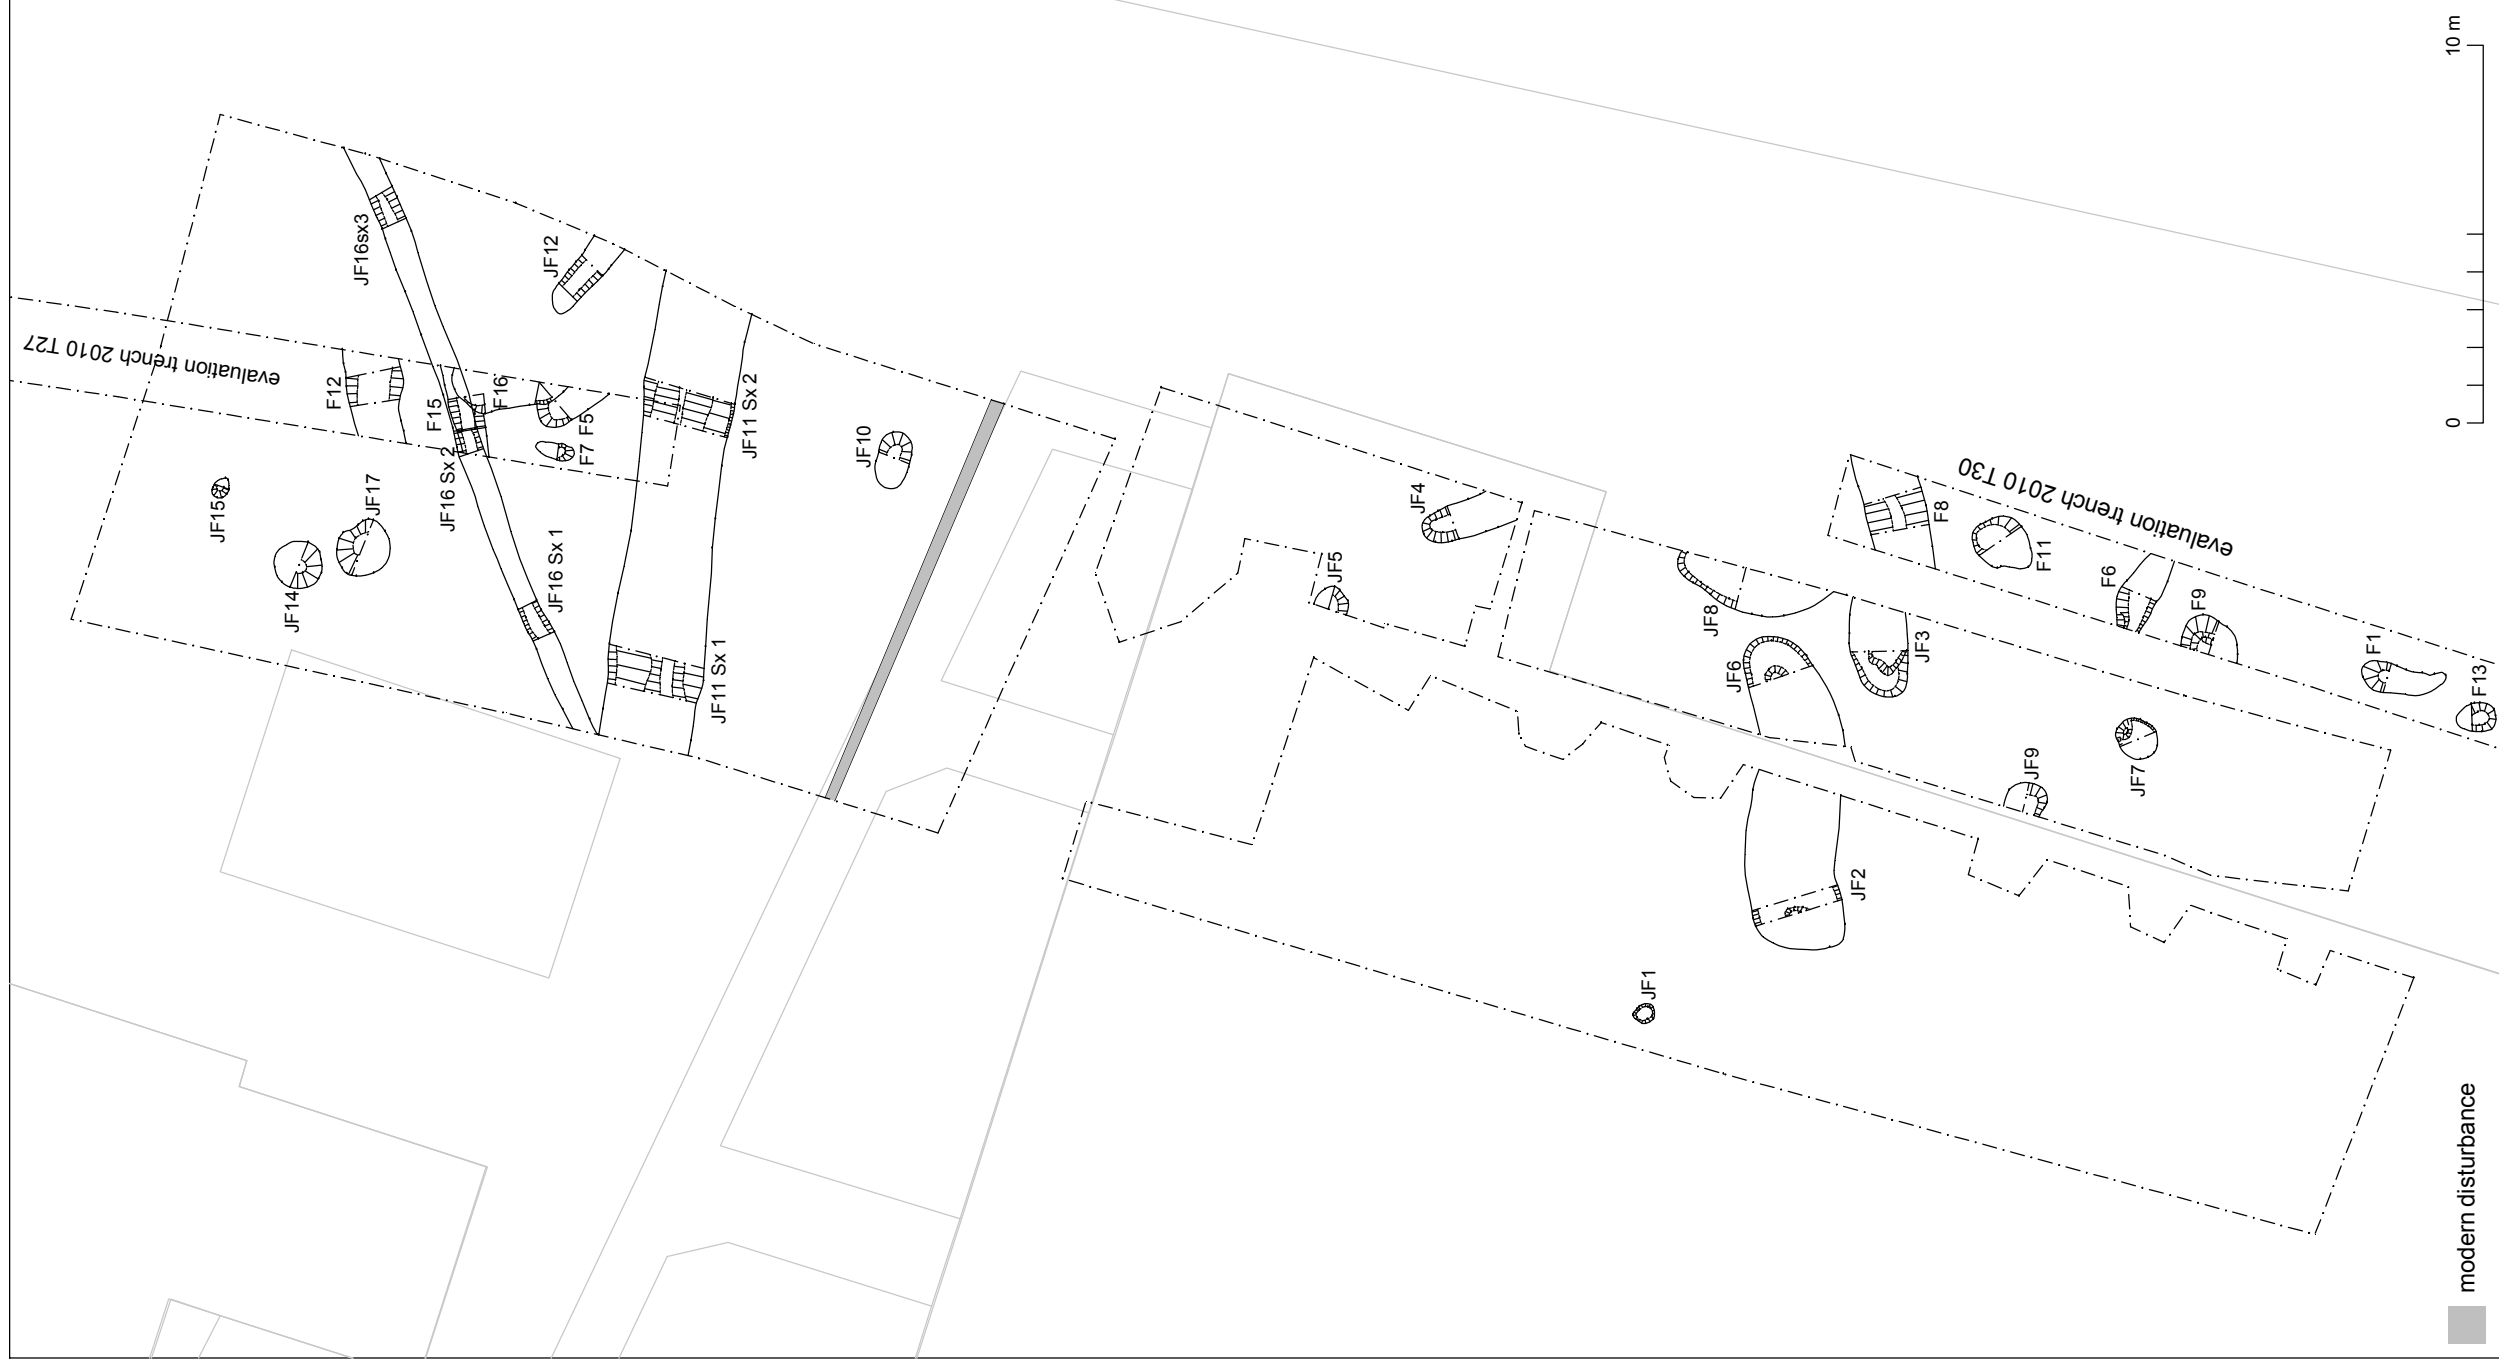 evaluation trench 2010 T27
JF16sx3
JF12
F12
F15
F16
F5
F7
JF16 Sx 2
JF15
JF17
JF14
JF16 Sx 1
JF11 Sx 2
JF11 Sx 1
JF10
JF4
JF5
JF8
JF6
JF3
F8
evaluation trench 2010 T30
F11
F6
F9
F1
F13
JF7
JF9
JF2
JF1
0
10 m
modern disturbance